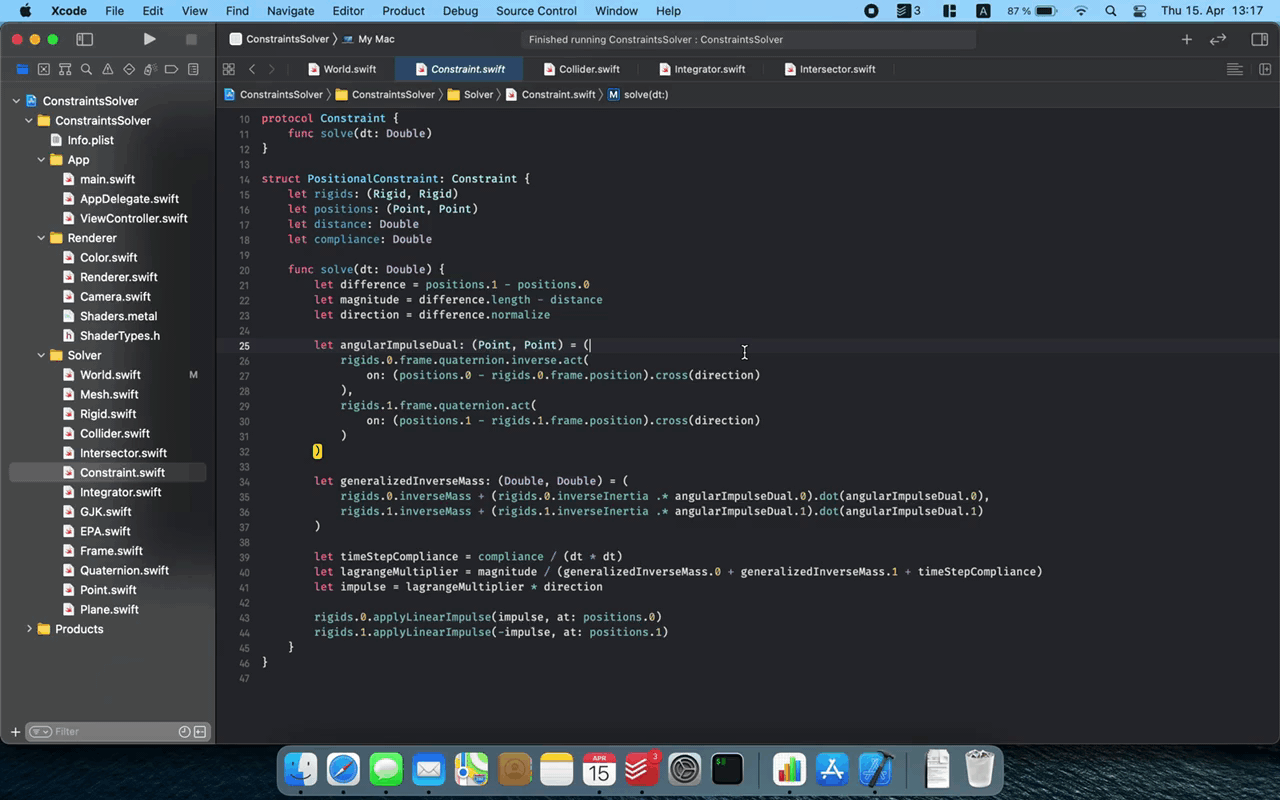 Xcode File Edit View Find Navigate Editor Product Debug Source Control Window Help 3 A 87 % Thu 15. Apr 13:17
ConstraintsSolver 〉 My Mac
Finished running ConstraintsSolver : ConstraintsSolver
World.swift Constraint.swift Collider.swift Integrator.swift Intersector.swift
ConstraintsSolver 〉 ConstraintsSolver 〉 Solver 〉 Constraint.swift 〉 M solve(dt:)
ConstraintsSolver
ConstraintsSolver
Info.plist
App
main.swift
AppDelegate.swift
ViewController.swift
Renderer
Color.swift
Renderer.swift
Camera.swift
Shaders.metal
ShaderTypes.h
Solver
World.swift M
Mesh.swift
Rigid.swift
Collider.swift
Intersector.swift
Constraint.swift
Integrator.swift
GJK.swift
EPA.swift
Frame.swift
Quaternion.swift
Point.swift
Plane.swift
Products
Filter
10 protocol Constraint {
11 func solve(dt: Double)
12 }
13
14 struct PositionalConstraint: Constraint {
15 let rigids: (Rigid, Rigid)
16 let positions: (Point, Point)
17 let distance: Double
18 let compliance: Double
19
20 func solve(dt: Double) {
21 let difference = positions.1 - positions.0
22 let magnitude = difference.length - distance
23 let direction = difference.normalize
24
25 let angularImpulseDual: (Point, Point) = (
26 rigids.0.frame.quaternion.inverse.act(
27 on: (positions.0 - rigids.0.frame.position).cross(direction)
28 ),
29 rigids.1.frame.quaternion.act(
30 on: (positions.1 - rigids.1.frame.position).cross(direction)
31 )
32 )
33
34 let generalizedInverseMass: (Double, Double) = (
35 rigids.0.inverseMass + (rigids.0.inverseInertia .* angularImpulseDual.0).dot(angularImpulseDual.0),
36 rigids.1.inverseMass + (rigids.1.inverseInertia .* angularImpulseDual.1).dot(angularImpulseDual.1)
37 )
38
39 let timeStepCompliance = compliance / (dt * dt)
40 let lagrangeMultiplier = magnitude / (generalizedInverseMass.0 + generalizedInverseMass.1 + timeStepCompliance)
41 let impulse = lagrangeMultiplier * direction
42
43 rigids.0.applyLinearImpulse(impulse, at: positions.0)
44 rigids.1.applyLinearImpulse(-impulse, at: positions.1)
45 }
46 }
47
APR
15
3
$